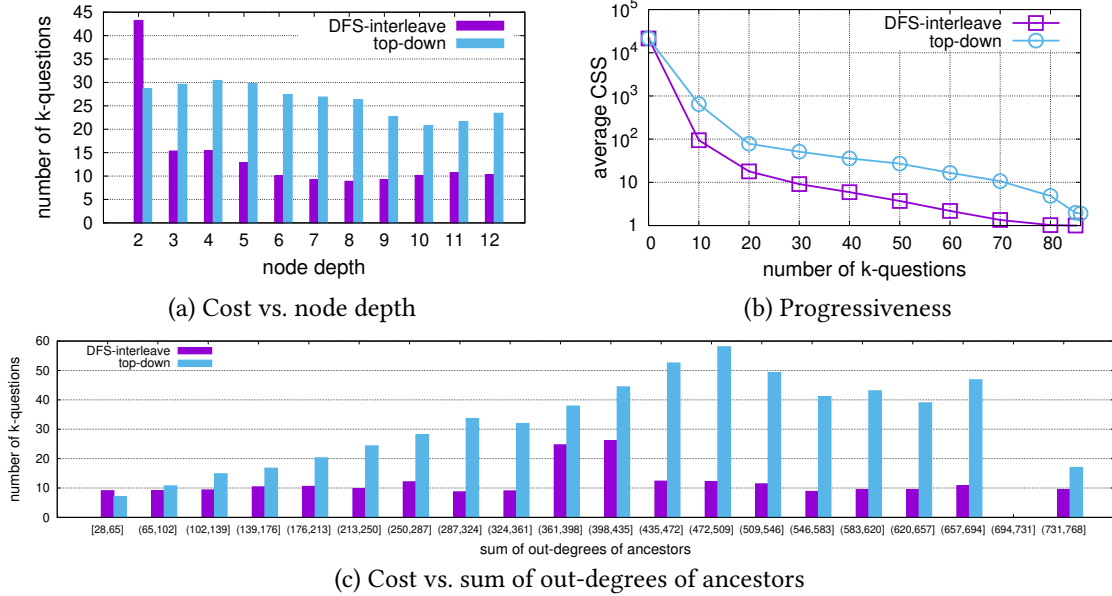 DFS-interleave
top-down
number of k-questions
45
40
35
30
25
20
15
10
5
0
2 3 4 5 6 7 8 9 10 11 12
node depth
(a) Cost vs. node depth
DFS-interleave
top-down
average CSS
10^5
10^4
10^3
10^2
10
1
0 10 20 30 40 50 60 70 80
number of k-questions
(b) Progressiveness
DFS-interleave
top-down
number of k-questions
60
50
40
30
20
10
0
[28,65] (65,102] (102,139] (139,176] (176,213] (213,250] (250,287] (287,324] (324,361] (361,398] (398,435] (435,472] (472,509] (509,546] (546,583] (583,620] (620,657] (657,694] (694,731] (731,768]
sum of out-degrees of ancestors
(c) Cost vs. sum of out-degrees of ancestors